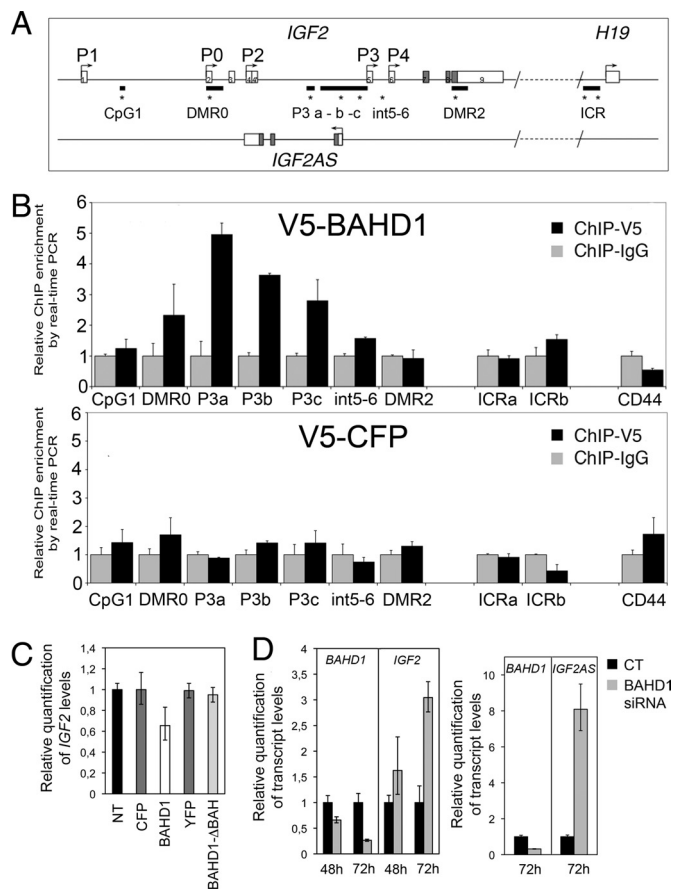 A
IGF2
H19
P1 P0 P2 P3 P4
2 3 5 6 9
* * * * * * * * *
CpG1 DMR0 P3 a - b -c int5-6 DMR2 ICR
IGF2AS
B
Relative ChIP enrichment
by real-time PCR
6
5
4
3
2
1
0
V5-BAHD1
ChIP-V5
ChIP-IgG
CpG1 DMR0 P3a P3b P3c int5-6 DMR2 ICRa ICRb CD44
Relative ChIP enrichment
by real-time PCR
6
5
4
3
2
1
0
V5-CFP
ChIP-V5
ChIP-IgG
CpG1 DMR0 P3a P3b P3c int5-6 DMR2 ICRa ICRb CD44
C
Relative quantification
of IGF2 levels
1,4
1,2
1
0,8
0,6
0,4
0,2
0
NT
CFP
BAHD1
YFP
BAHD1-ΔBAH
D
Relative quantification
of transcript levels
4
3,5
3
2,5
2
1,5
1
0,5
0
BAHD1 IGF2
48h 72h 48h 72h
Relative quantification
of transcript levels
10
8
6
4
2
0
BAHD1 IGF2AS
72h 72h
CT
BAHD1
siRNA